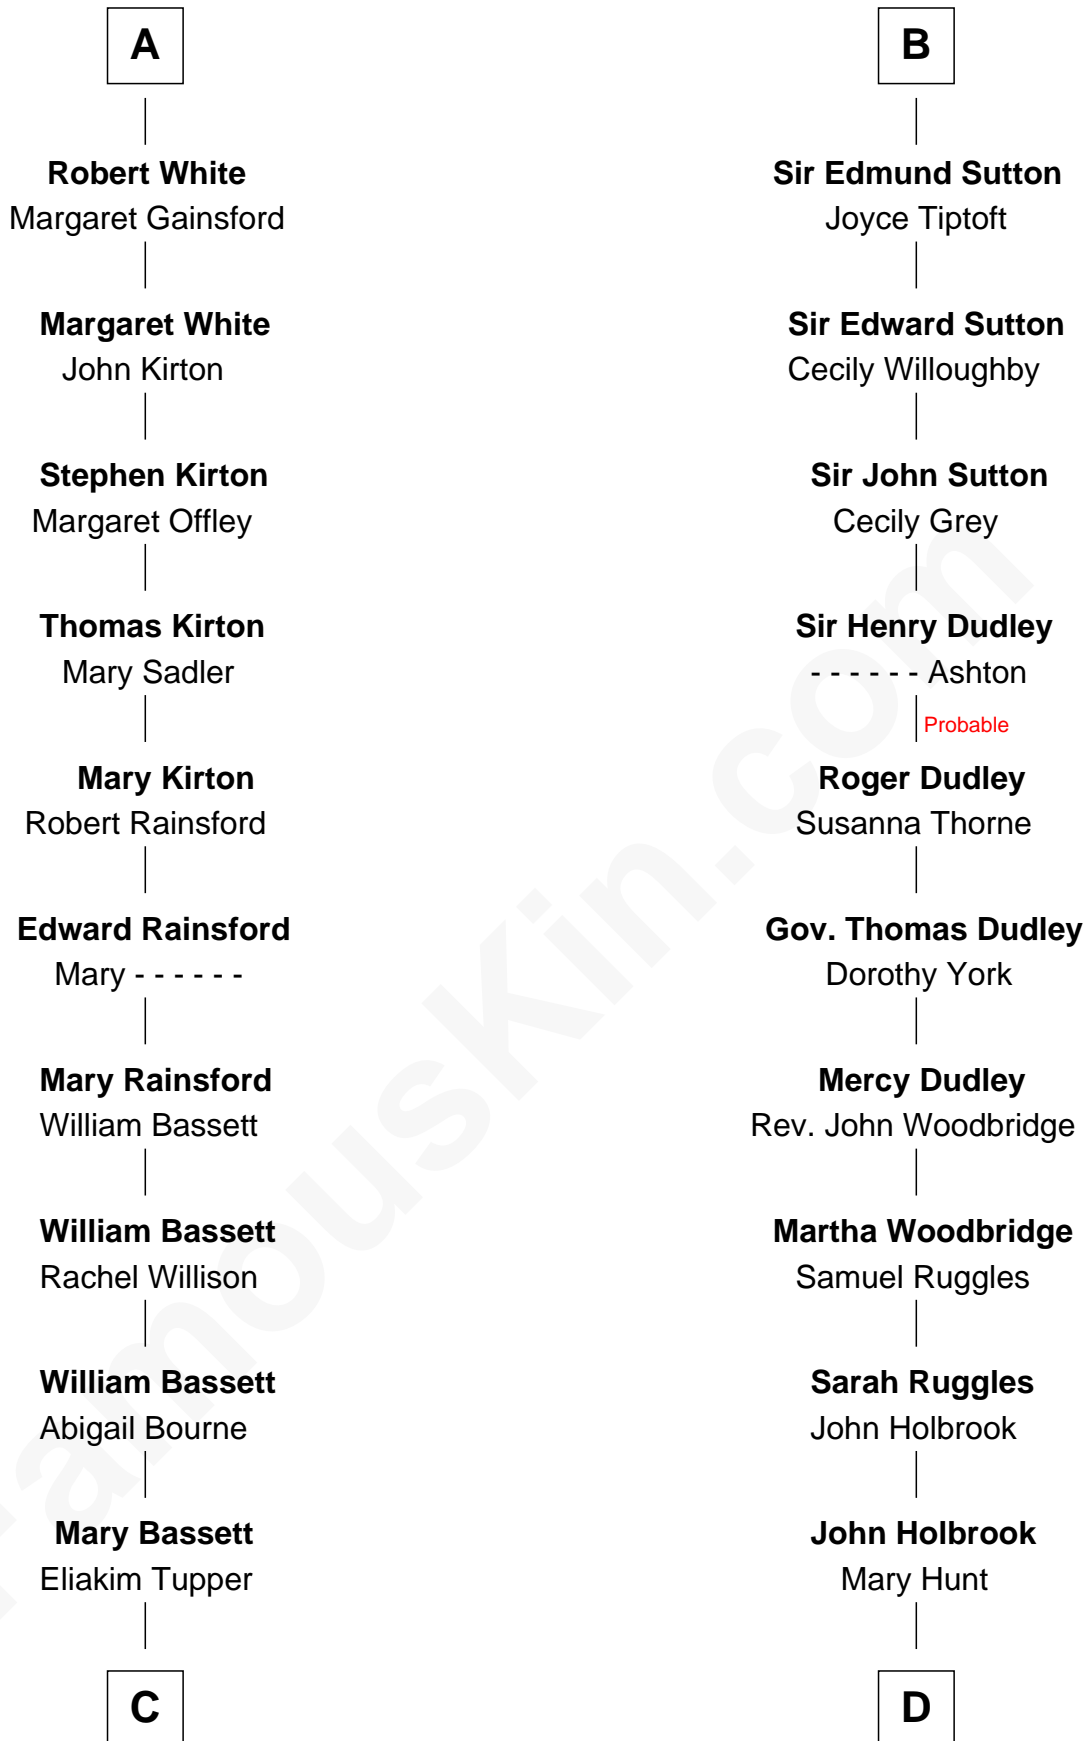 A
Robert White
Margaret Gainsford
Margaret White
John Kirton
Stephen Kirton
Margaret Offley
Thomas Kirton
Mary Sadler
Mary Kirton
Robert Rainsford
Edward Rainsford
Mary - - - - - -
Mary Rainsford
William Bassett
William Bassett
Rachel Willison
William Bassett
Abigail Bourne
Mary Bassett
Eliakim Tupper
C
B
Sir Edmund Sutton
Joyce Tiptoft
Sir Edward Sutton
Cecily Willoughby
Sir John Sutton
Cecily Grey
Sir Henry Dudley
- - - - - - Ashton
Probable
Roger Dudley
Susanna Thorne
Gov. Thomas Dudley
Dorothy York
Mercy Dudley
Rev. John Woodbridge
Martha Woodbridge
Samuel Ruggles
Sarah Ruggles
John Holbrook
John Holbrook
Mary Hunt
D
FamousKin.com